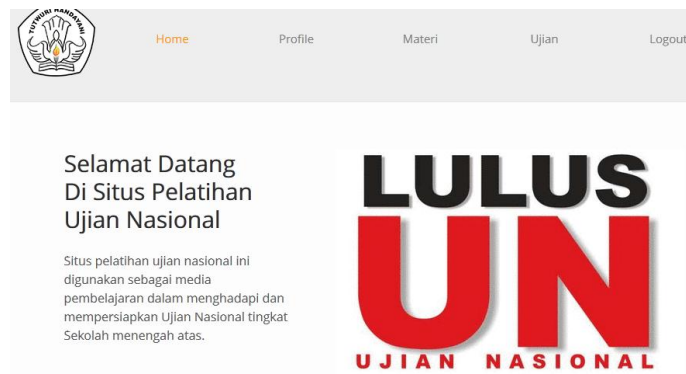 TUTWURI HANDAYANI
Home
Profile
Materi
Ujian
Logout
Selamat Datang
Di Situs Pelatihan
Ujian Nasional
Situs pelatihan ujian nasional ini
digunakan sebagai media
pembelajaran dalam menghadapi dan
mempersiapkan Ujian Nasional tingkat
Sekolah menengah atas.
LULUS
UN
UJIAN NASIONAL